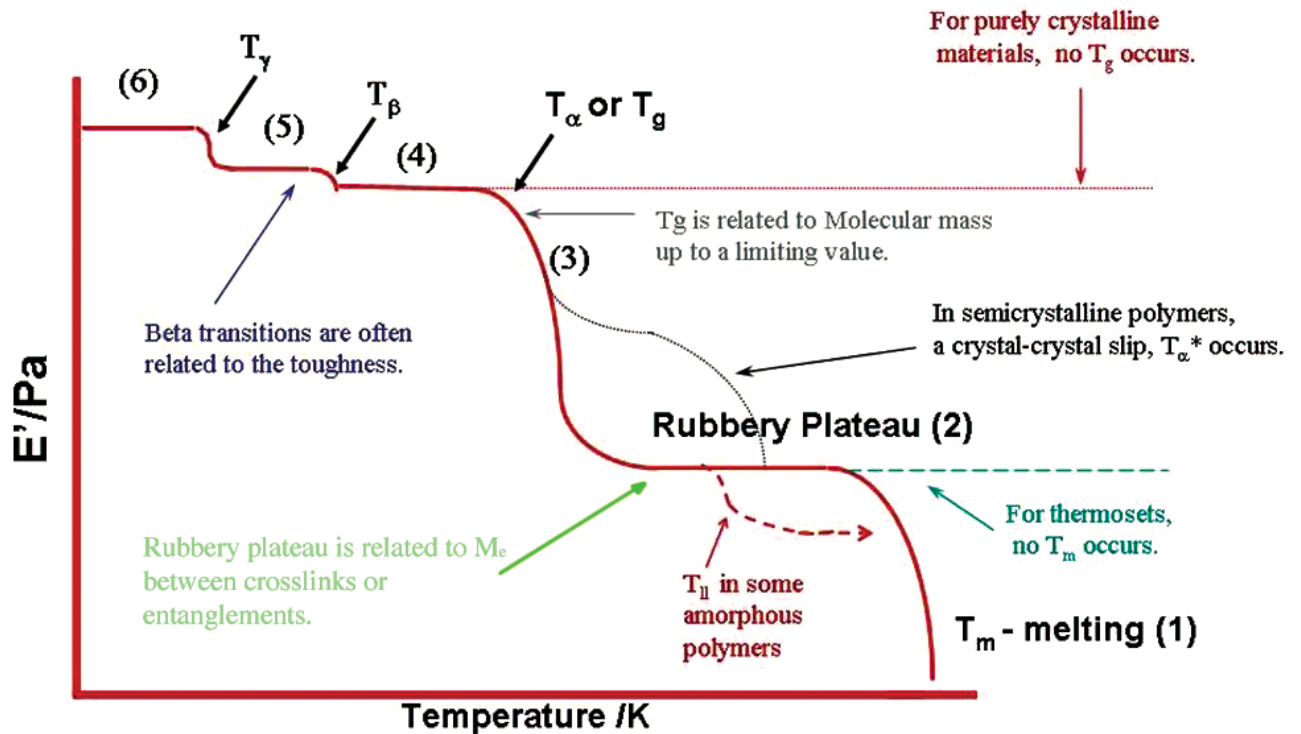 For purely crystalline
materials, no Tg occurs.
Tγ
(6)
Tβ
Tα or Tg
(5)
(4)
Tg is related to Molecular mass
up to a limiting value.
(3)
Beta transitions are often
related to the toughness.
In semicrystalline polymers,
a crystal-crystal slip, Tα* occurs.
E'/Pa
Rubbery Plateau (2)
For thermosets,
no Tm occurs.
Rubbery plateau is related to Me
between crosslinks or
entanglements.
Tll in some
amorphous
polymers
Tm - melting (1)
Temperature /K